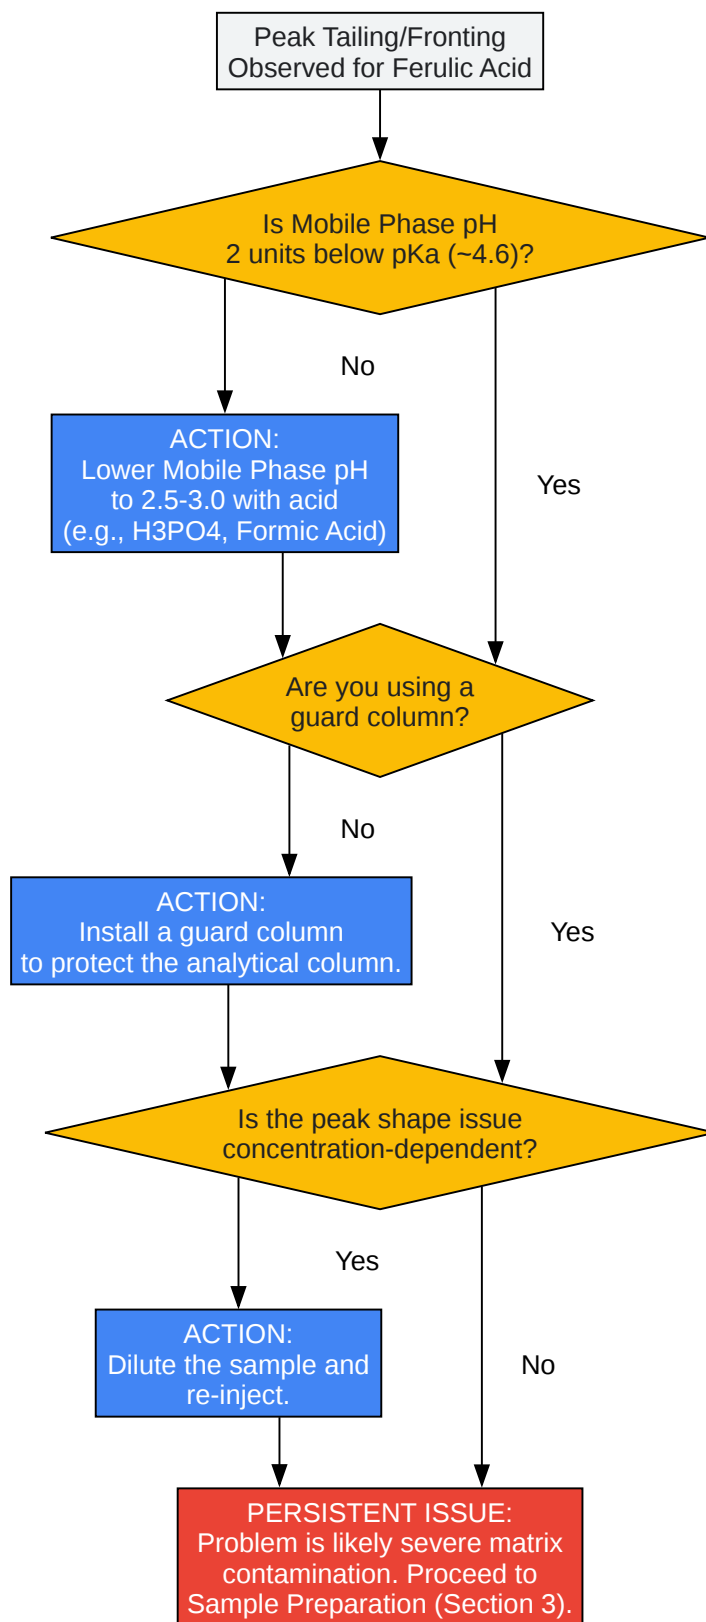 Peak Tailing/Fronting
Observed for Ferulic Acid
Is Mobile Phase pH
2 units below pKa (~4.6)?
No
ACTION:
Lower Mobile Phase pH
to 2.5-3.0 with acid
(e.g., H3PO4, Formic Acid)
Yes
Are you using a
guard column?
No
ACTION:
Install a guard column
to protect the analytical column.
Yes
Is the peak shape issue
concentration-dependent?
Yes
ACTION:
Dilute the sample and
re-inject.
No
PERSISTENT ISSUE:
Problem is likely severe matrix
contamination. Proceed to
Sample Preparation (Section 3).